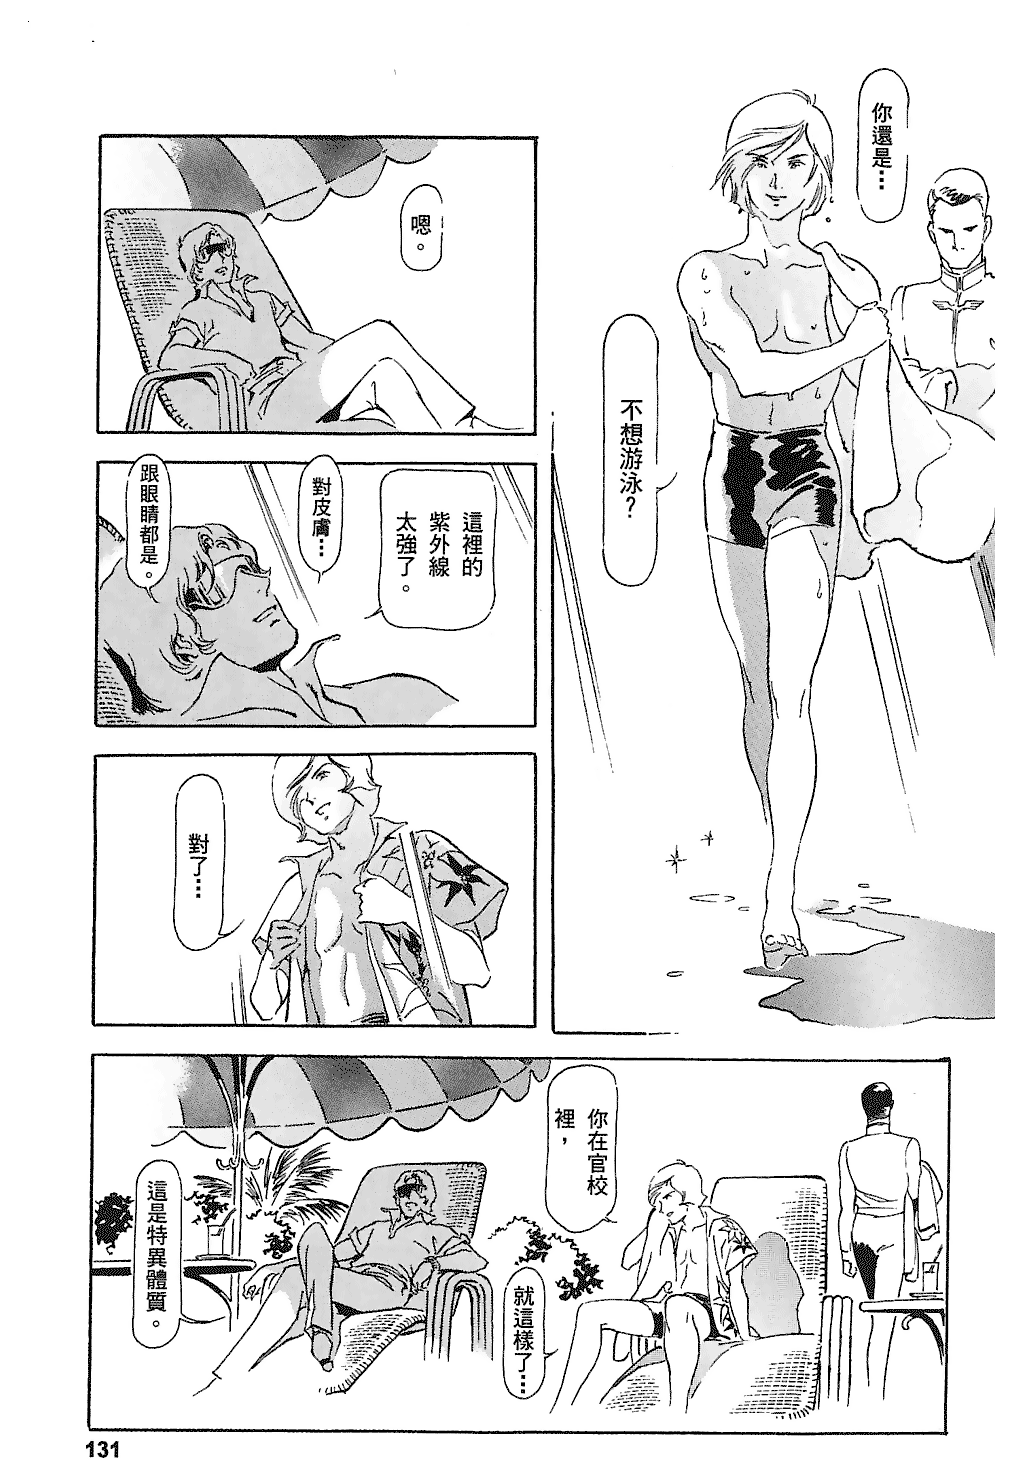 你還是…
不想游泳？
嗯。
這裡的
紫外線
太強了。
對皮膚…
跟眼睛都是。
對了…
你在官校
裡，
就這樣了…
這是特異體質。
131